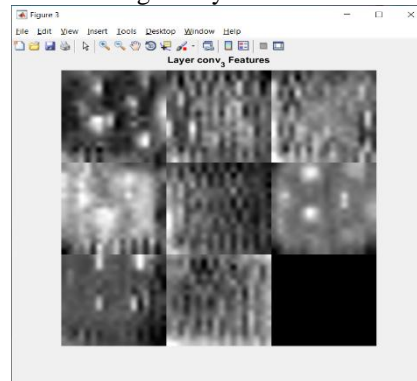 Figure 3
File Edit View Insert Tools Desktop Window Help
Layer conv3 Features